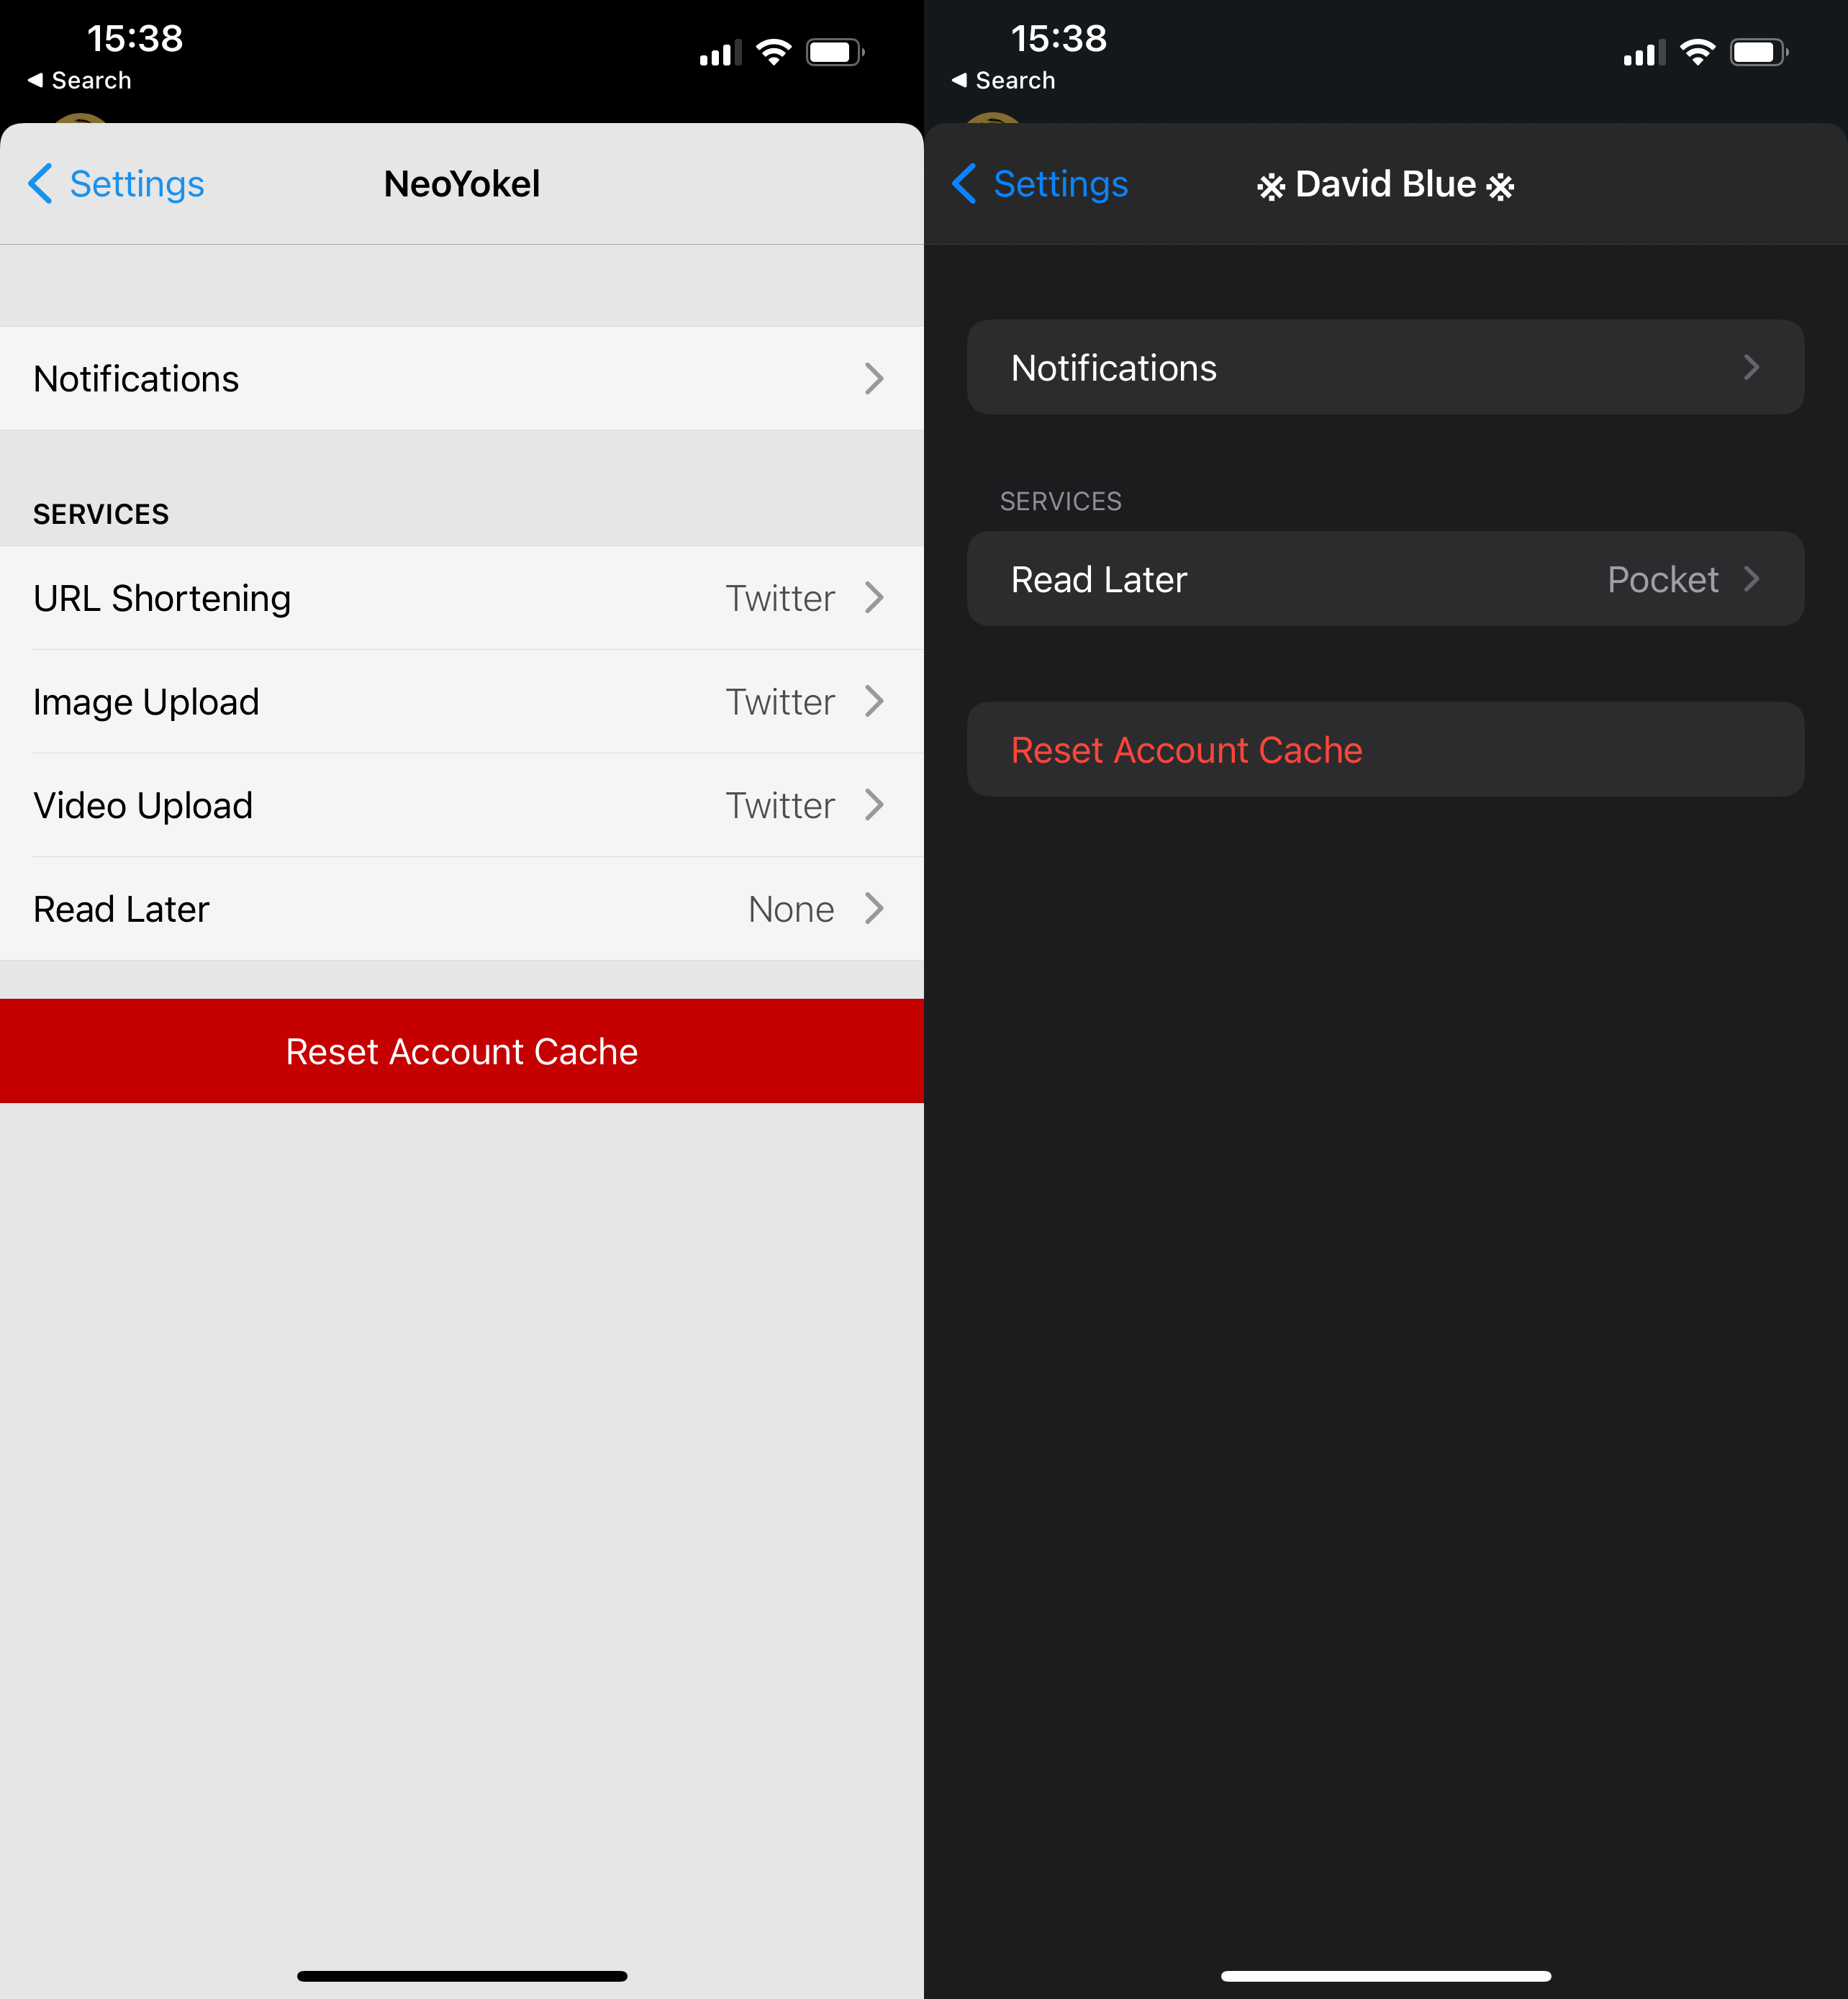 15:38
◀ Search
Settings
NeoYokel
Notifications
SERVICES
URL Shortening Twitter
Image Upload Twitter
Video Upload Twitter
Read Later None
Reset Account Cache
15:38
◀ Search
Settings
※ David Blue ※
Notifications
SERVICES
Read Later Pocket
Reset Account Cache